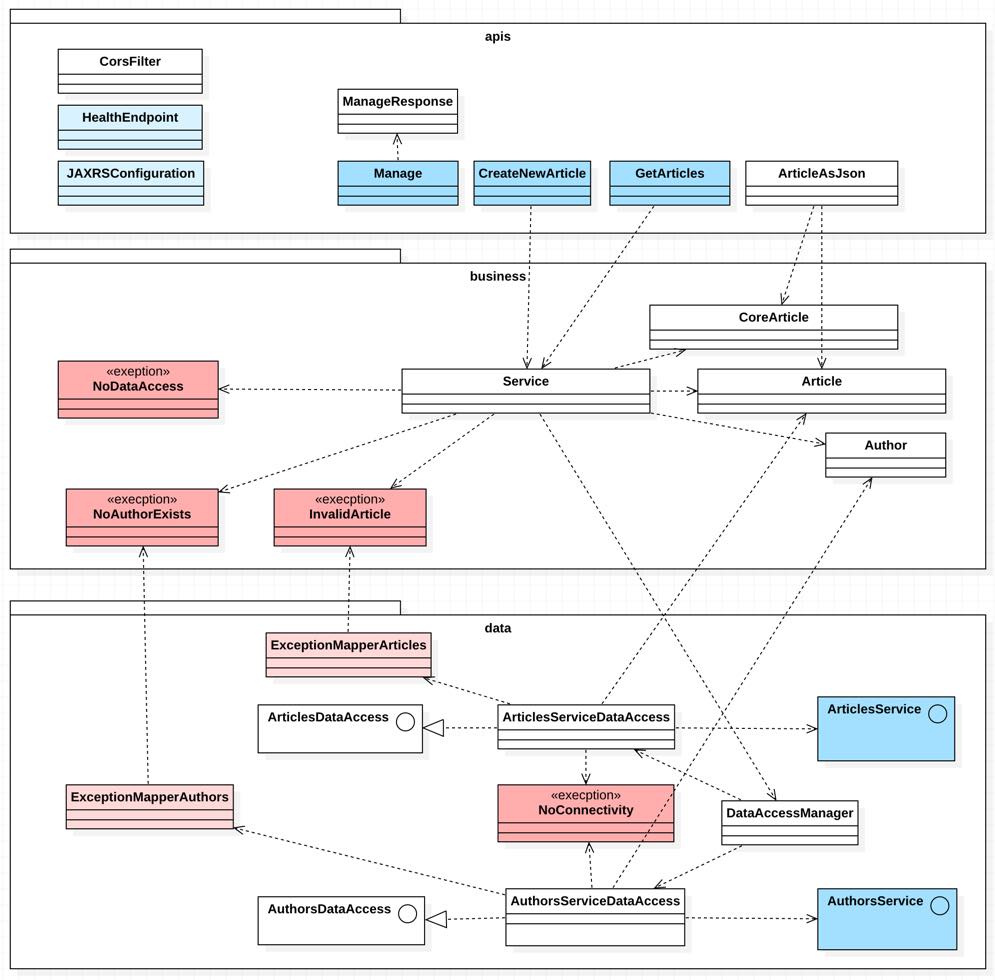 apis
CorsFilter
ManageResponse
HealthEndpoint
JAXRSConfiguration
Manage
CreateNewArticle
GetArticles
ArticleAsJson
business
CoreArticle
«exeption»
NoDataAccess
Service
Article
Author
«execption»
NoAuthorExists
«execption»
InvalidArticle
data
ExceptionMapperArticles
ArticlesDataAccess
ArticlesServiceDataAccess
ArticlesService
ExceptionMapperAuthors
«execption»
NoConnectivity
DataAccessManager
AuthorsDataAccess
AuthorsServiceDataAccess
AuthorsService